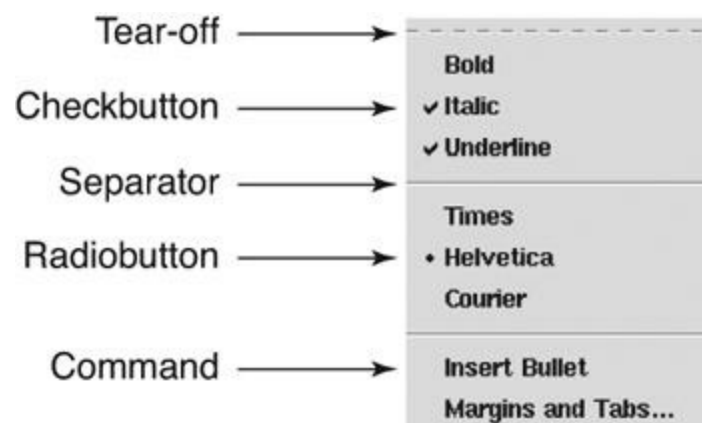 Tear-off
Bold
Checkbutton Italic
Underline
Separator
Times
Radiobutton Helvetica
Courier
Command Insert Bullet
Margins and Tabs...